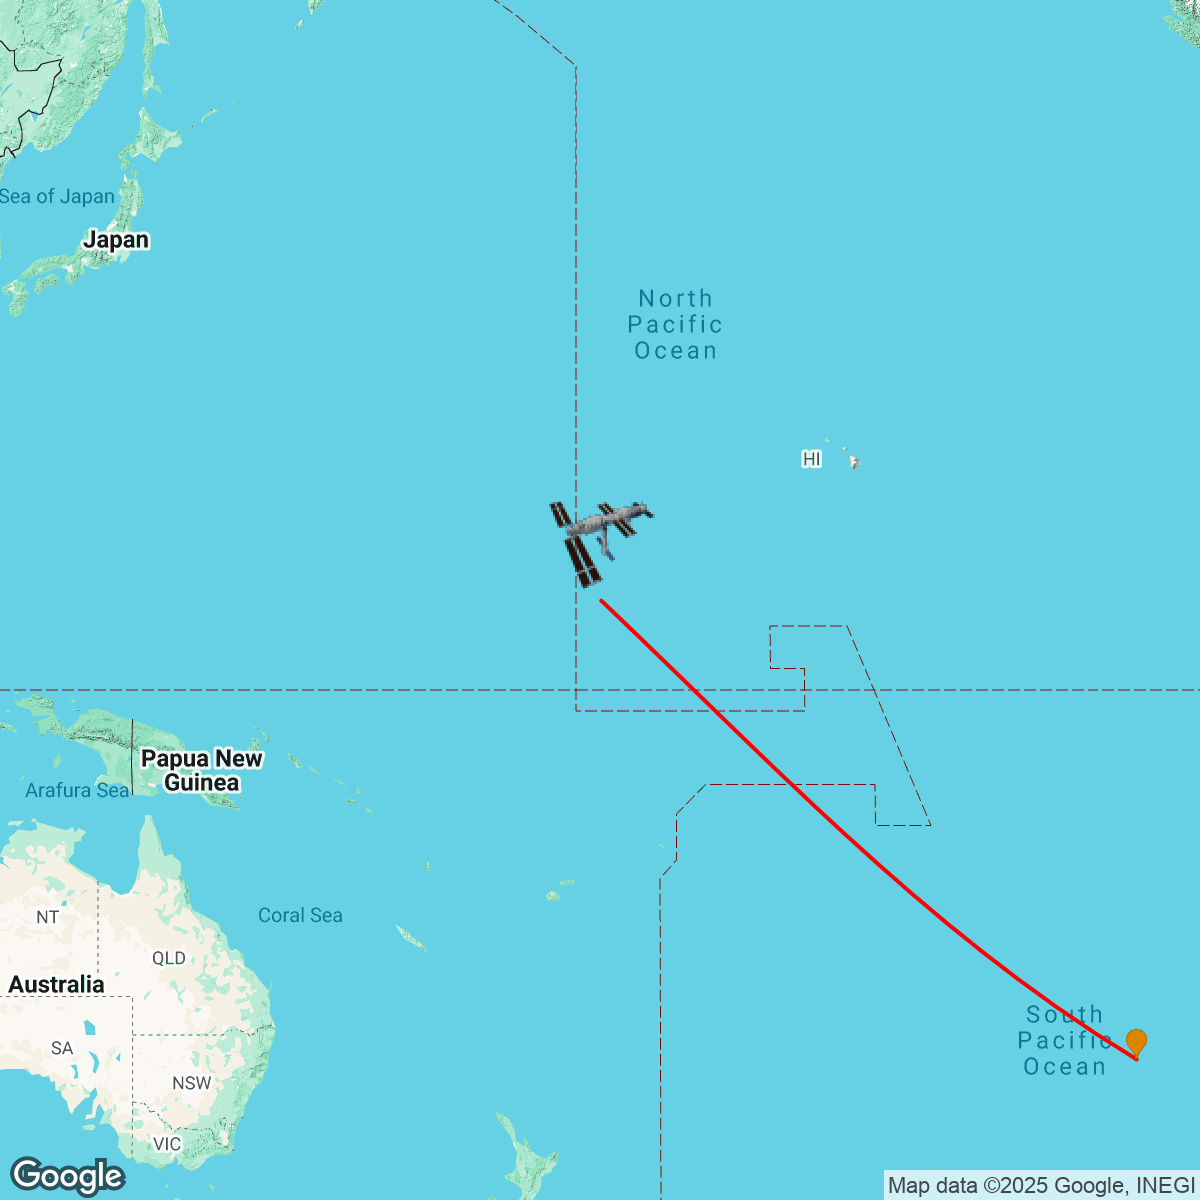 Sea of Japan
Japan
North
Pacific
Ocean
HI
Papua New
Guinea
Arafura Sea
Coral Sea
NT
QLD
Australia
South
Pacific
Ocean
SA
NSW
VIC
Google
Map data ©2025 Google, INEGI